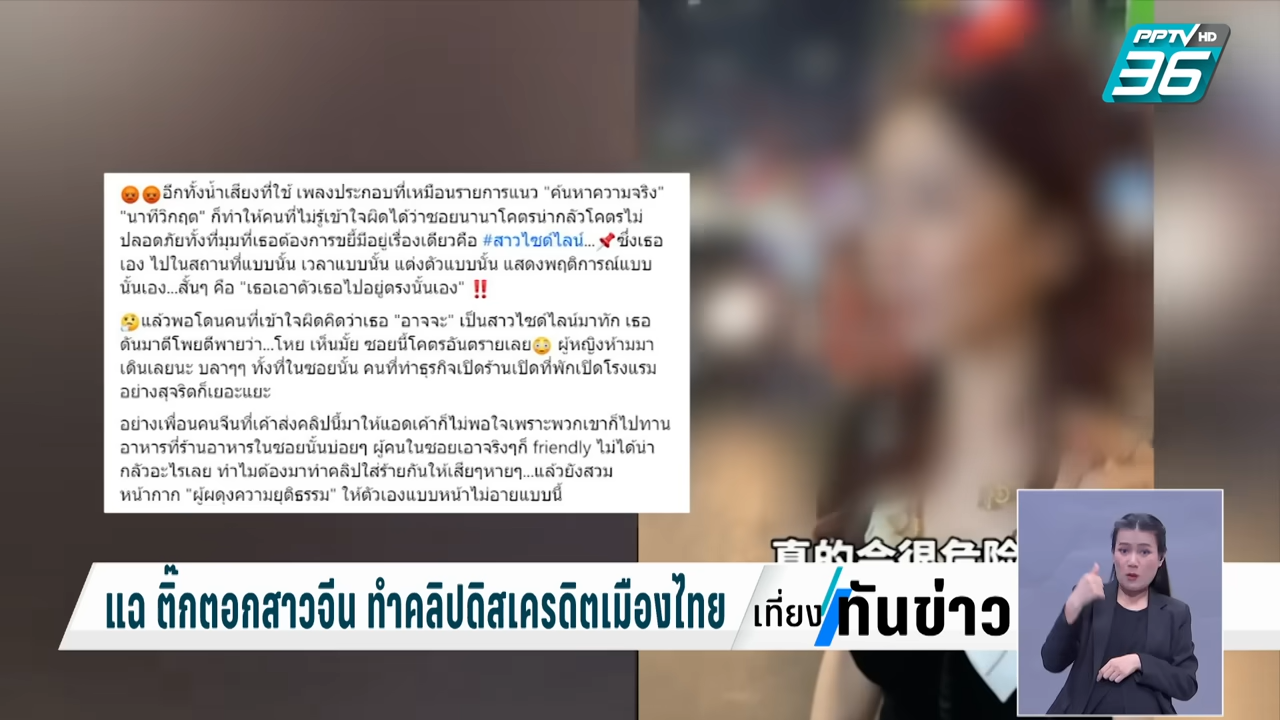 PPTV HD
36
😡😡อีกทั้งน้ำเสียงที่ใช้ เพลงประกอบที่เหมือนรายการแนว "ค้นหาความจริง"
"นาทีวิกฤต" ก็ทำให้คนที่ไม่รู้เข้าใจผิดได้ว่าซอยนานาโคตรน่ากลัวโคตรไม่
ปลอดภัยทั้งที่มุมที่เธอต้องการขยี้มีอยู่เรื่องเดียวคือ #สาวไซด์ไลน์...📌ซึ่งเธอ
เอง ไปในสถานที่แบบนั้น เวลาแบบนั้น แต่งตัวแบบนั้น แสดงพฤติการณ์แบบ
นั้นเอง...สั้นๆ คือ "เธอเอาตัวเธอไปอยู่ตรงนั้นเอง" ‼️
🤔แล้วพอโดนคนที่เข้าใจผิดคิดว่าเธอ "อาจจะ" เป็นสาวไซด์ไลน์มาทัก เธอ
ดันมาตีโพยตีพายว่า...โหย เห็นมั้ย ซอยนี้โคตรอันตรายเลย😳 ผู้หญิงห้ามมา
เดินเลยนะ บลาๆๆ ทั้งที่ในซอยนั้น คนที่ทำธุรกิจเปิดร้านเปิดที่พักเปิดโรงแรม
อย่างสุจริตก็เยอะแยะ
อย่างเพื่อนคนจีนที่เค้าส่งคลิปนี้มาให้แอดเค้าก็ไม่พอใจเพราะพวกเขาก็ไปทาน
อาหารที่ร้านอาหารในซอยนั้นบ่อยๆ ผู้คนในซอยเอาจริงๆก็ friendly ไม่ได้น่า
กลัวอะไรเลย ทำไมต้องมาทำคลิปใส่ร้ายกันให้เสียๆหายๆ...แล้วยังสวม
หน้ากาก "ผู้ผดุงความยุติธรรม" ให้ตัวเองแบบหน้าไม่อายแบบนี้
真的会很危险
แฉ ติ๊กตอกสาวจีน ทำคลิปดิสเครดิตเมืองไทย
เที่ยงทันข่าว